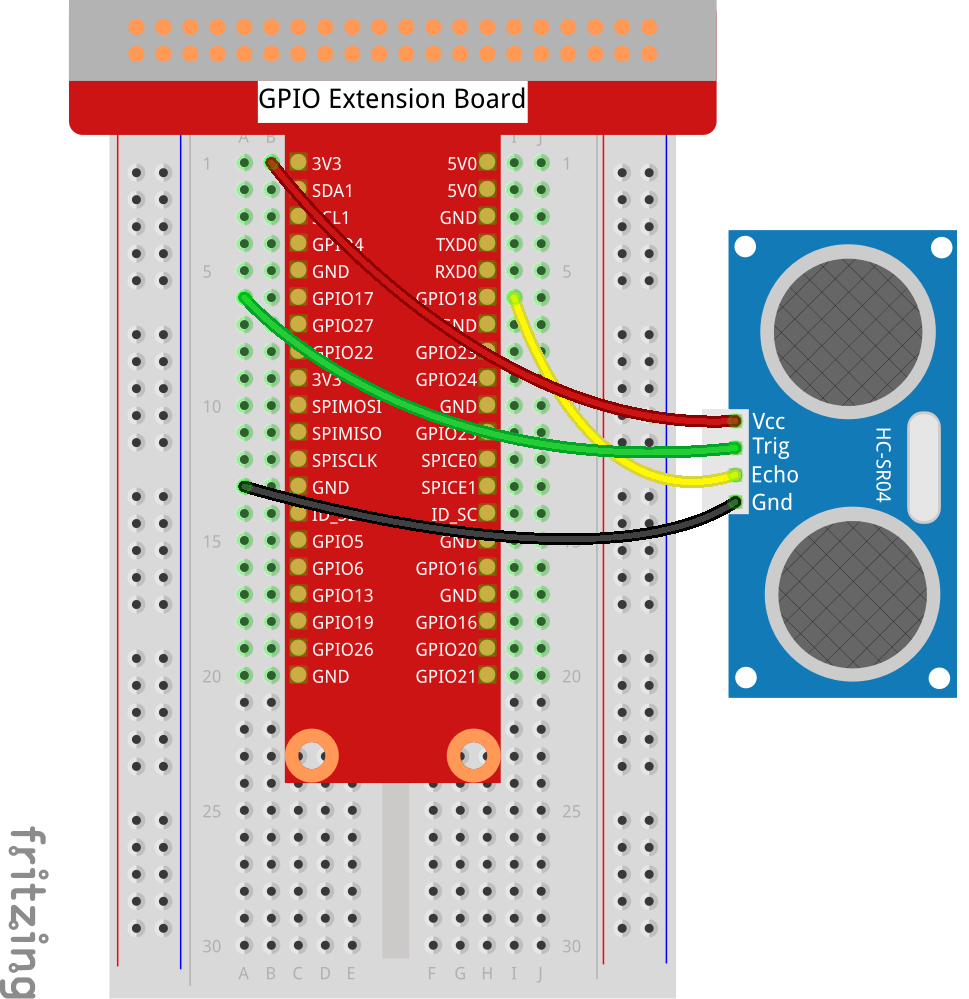 GPIO Extension Board
A B I J
1 3V3 5V0 1
SDA1 5V0
SCL1 GND
GPIO4 TXD0
5 GND RXD0 5
GPIO17 GPIO18
GPIO27 GND
GPIO22 GPIO23
3V3 GPIO24
10 SPIMOSI GND
SPIMISO GPIO25
SPISCLK SPICE0
GND SPICE1
ID_SD ID_SC
15 GPIO5 GND 15
GPIO6 GPIO16
GPIO13 GND
GPIO19 GPIO16
GPIO26 GPIO20
20 GND GPIO21 20
25 25
30 30
A B C D E F G H I J
Vcc
Trig
Echo
Gnd
HC-SR04
fritzing